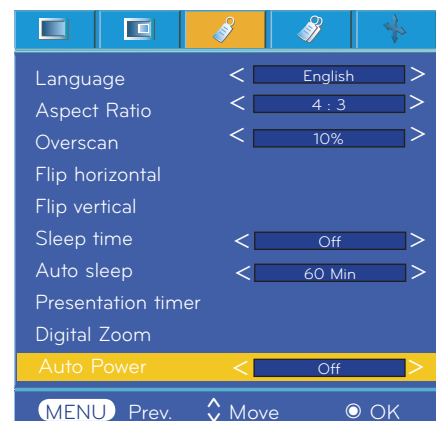 Language < English >
Aspect Ratio < 4 : 3 >
Overscan < 10% >
Flip horizontal
Flip vertical
Sleep time < Off >
Auto sleep < 60 Min >
Presentation timer
Digital Zoom
Auto Power < Off >
MENU Prev. Move OK